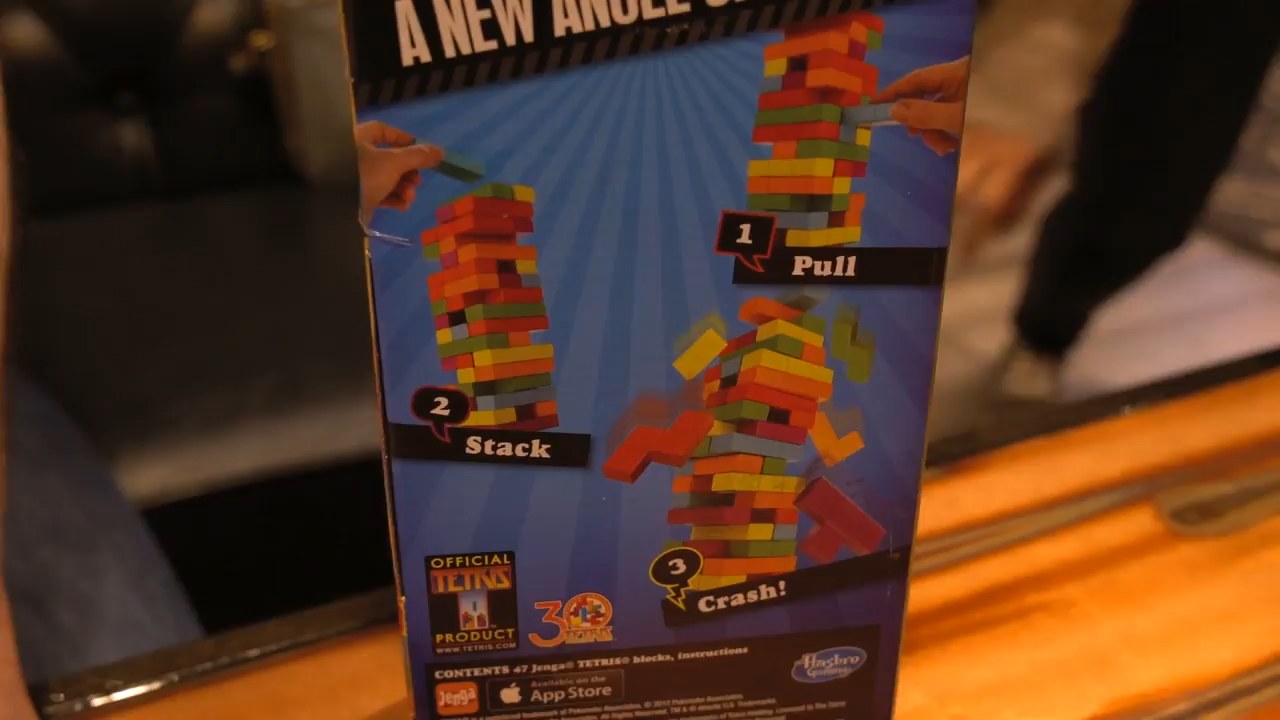 A NEW ANGLE
1
Pull
2
Stack
3
Crash!
OFFICIAL
TETRIS
PRODUCT
WWW.TETRIS.COM
30
TETRIS
CONTENTS 47 Jenga® TETRIS® blocks, instructions
Hasbro
Gaming
Jenga
Available on the
App Store